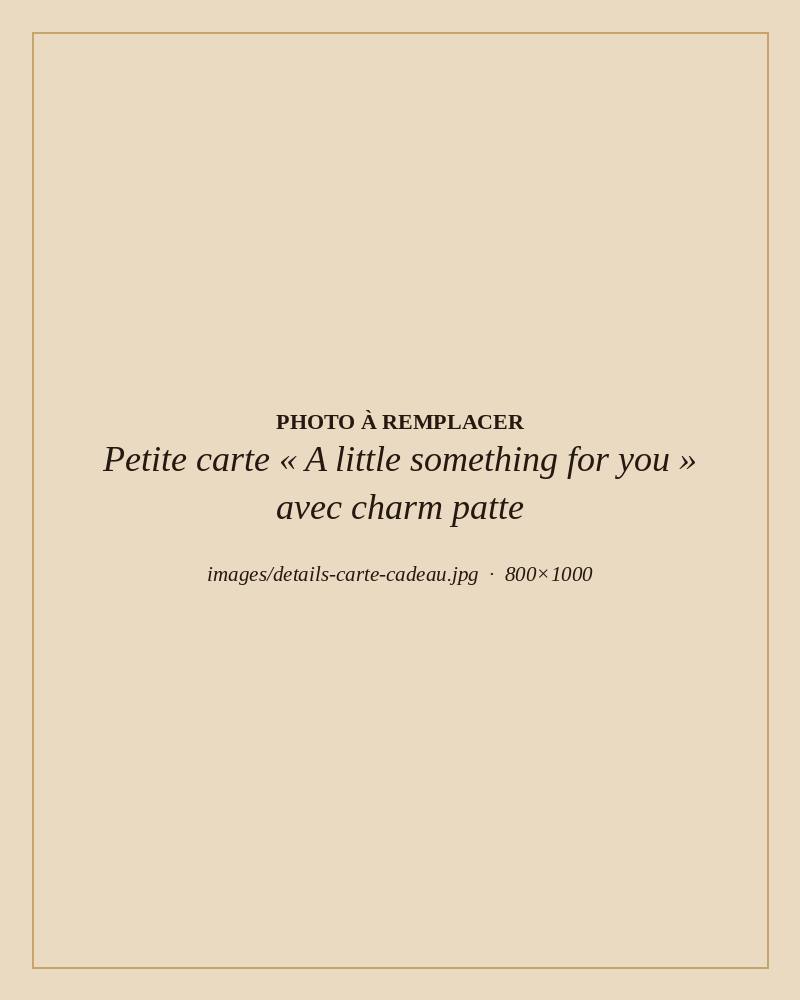 PHOTO À REMPLACER
Petite carte « A little something for you »
avec charm patte
images/details-carte-cadeau.jpg · 800×1000